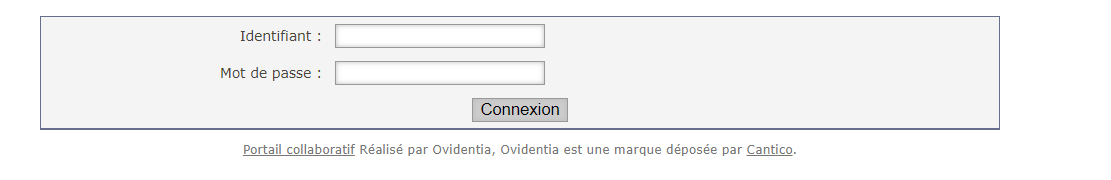 Identifiant :
Mot de passe :
Connexion
Portail collaboratif Réalisé par Ovidentia, Ovidentia est une marque déposée par Cantico.